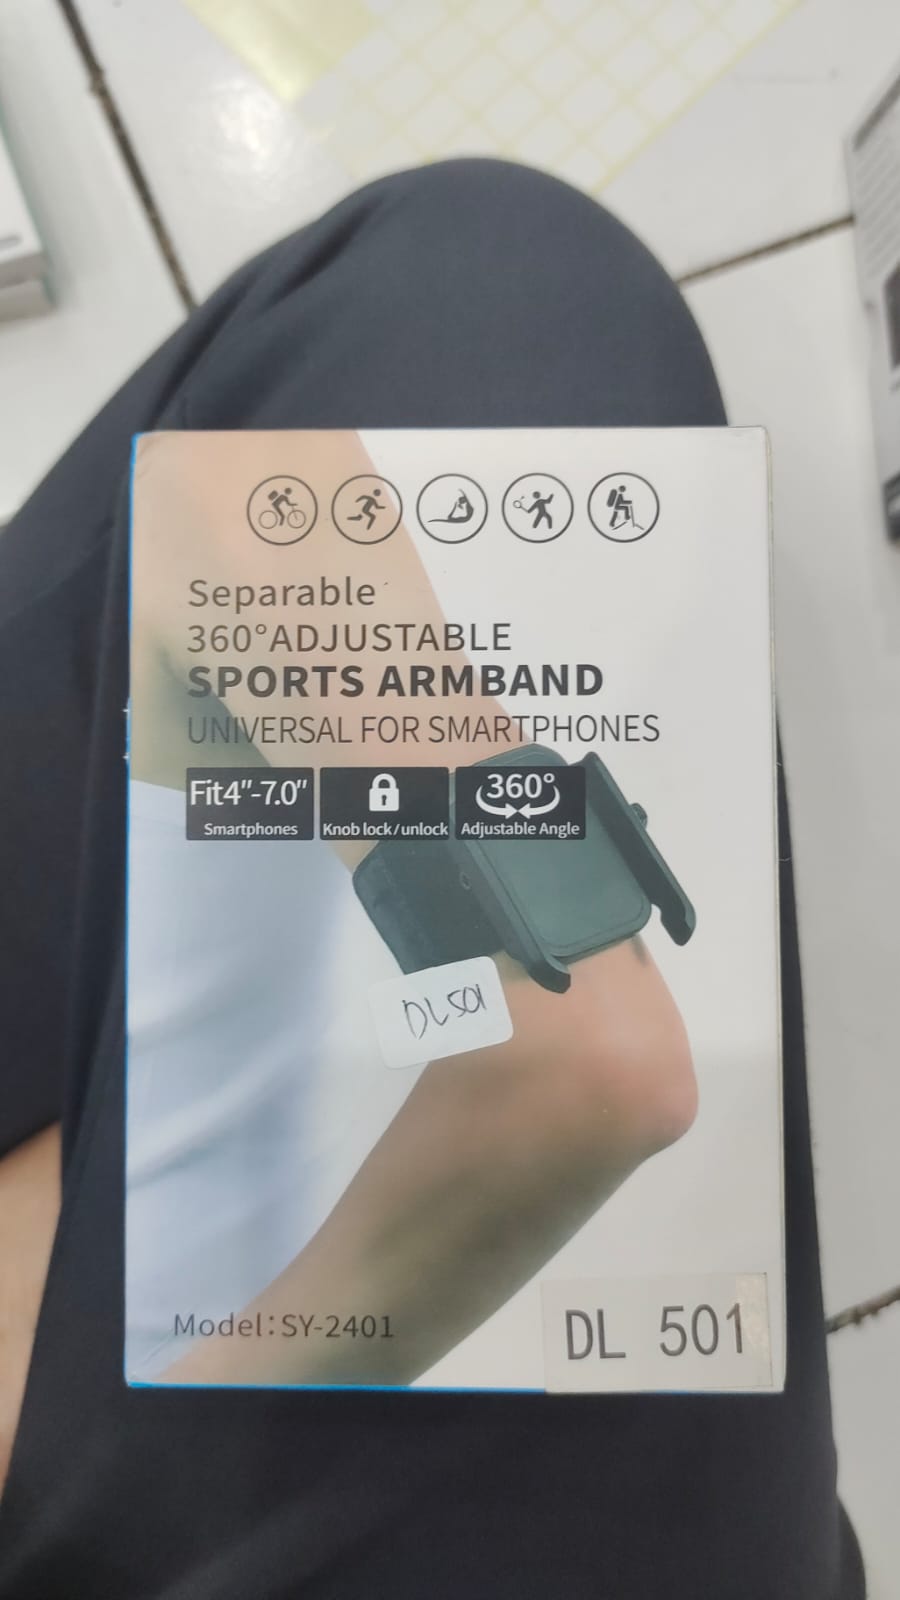 Separable
360°ADJUSTABLE
SPORTS ARMBAND
UNIVERSAL FOR SMARTPHONES
Fit4"-7.0"
Smartphones
Knob lock/unlock
360°
Adjustable Angle
DL501
Model:SY-2401
DL 501